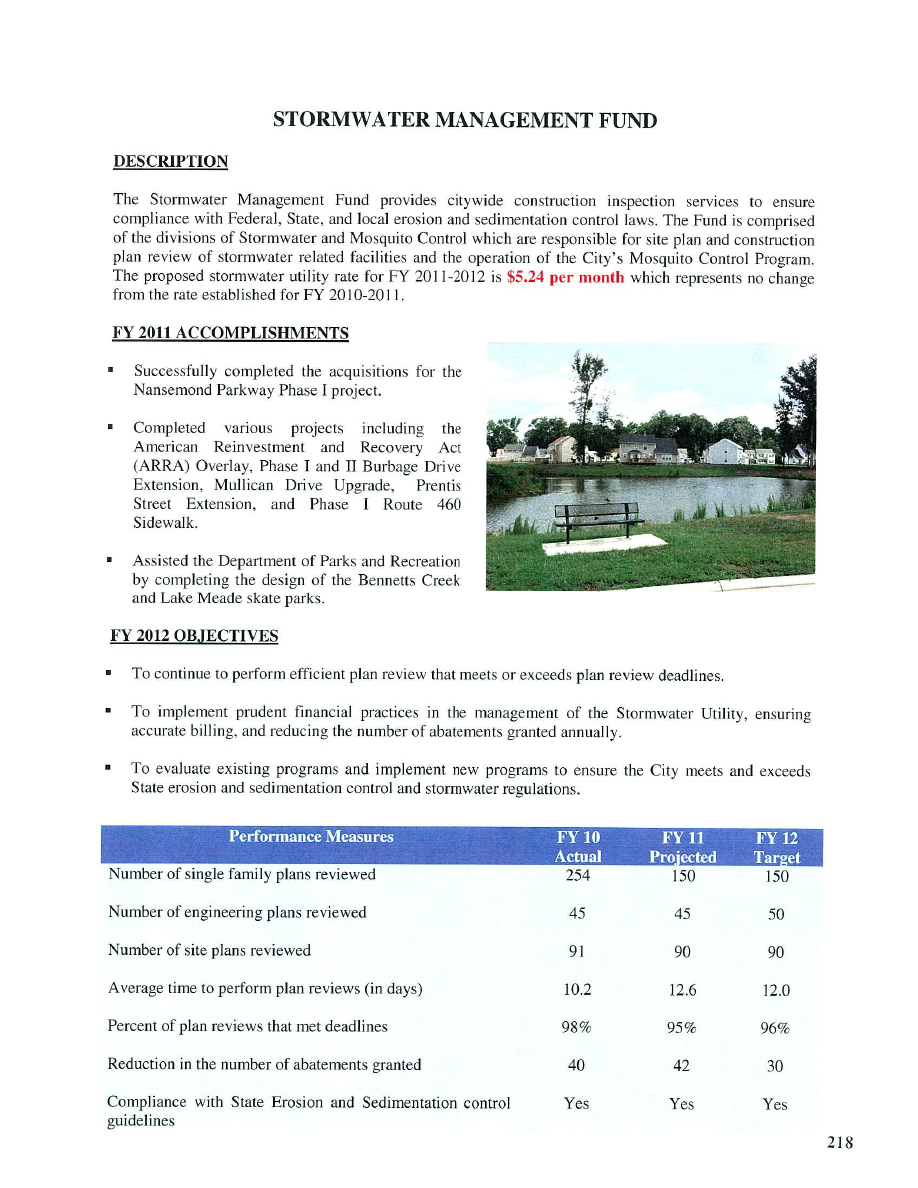 STORMWATER MANAGEMENT FUND
DESCRIPTION
The Stormwater Management Fund provides citywide construction inspection services to ensure
compliance with Federal, State, and local erosion and sedimentation control laws. The Fund is comprised
of the divisions of Stormwater and Mosquito Control which are responsible for site plan and construction
plan review of stormwater related facilities and the operation of the City's Mosquito Control Program.
The proposed stormwater utility rate for FY 2011-2012 is $5.24 per month which represents no change
from the rate established for FY 2010-2011.
FY 2011 ACCOMPLISHMENTS
▪ Successfully completed the acquisitions for the
Nansemond Parkway Phase I project.
▪ Completed various projects including the
American Reinvestment and Recovery Act
(ARRA) Overlay, Phase I and II Burbage Drive
Extension, Mullican Drive Upgrade, Prentis
Street Extension, and Phase I Route 460
Sidewalk.
▪ Assisted the Department of Parks and Recreation
by completing the design of the Bennetts Creek
and Lake Meade skate parks.
FY 2012 OBJECTIVES
▪ To continue to perform efficient plan review that meets or exceeds plan review deadlines.
▪ To implement prudent financial practices in the management of the Stormwater Utility, ensuring
accurate billing, and reducing the number of abatements granted annually.
▪ To evaluate existing programs and implement new programs to ensure the City meets and exceeds
State erosion and sedimentation control and stormwater regulations.
Performance Measures FY 10 FY 11 FY 12
Actual Projected Target
Number of single family plans reviewed 254 150 150
Number of engineering plans reviewed 45 45 50
Number of site plans reviewed 91 90 90
Average time to perform plan reviews (in days) 10.2 12.6 12.0
Percent of plan reviews that met deadlines 98% 95% 96%
Reduction in the number of abatements granted 40 42 30
Compliance with State Erosion and Sedimentation control Yes Yes Yes
guidelines
218